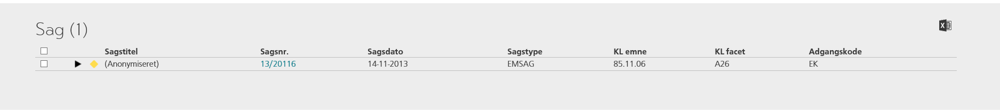 Sag (1)
Sagstitel Sagsnr. Sagsdato Sagstype KL emne KL facet Adgangskode
(Anonymiseret) 13/20116 14-11-2013 EMSAG 85.11.06 A26 EK